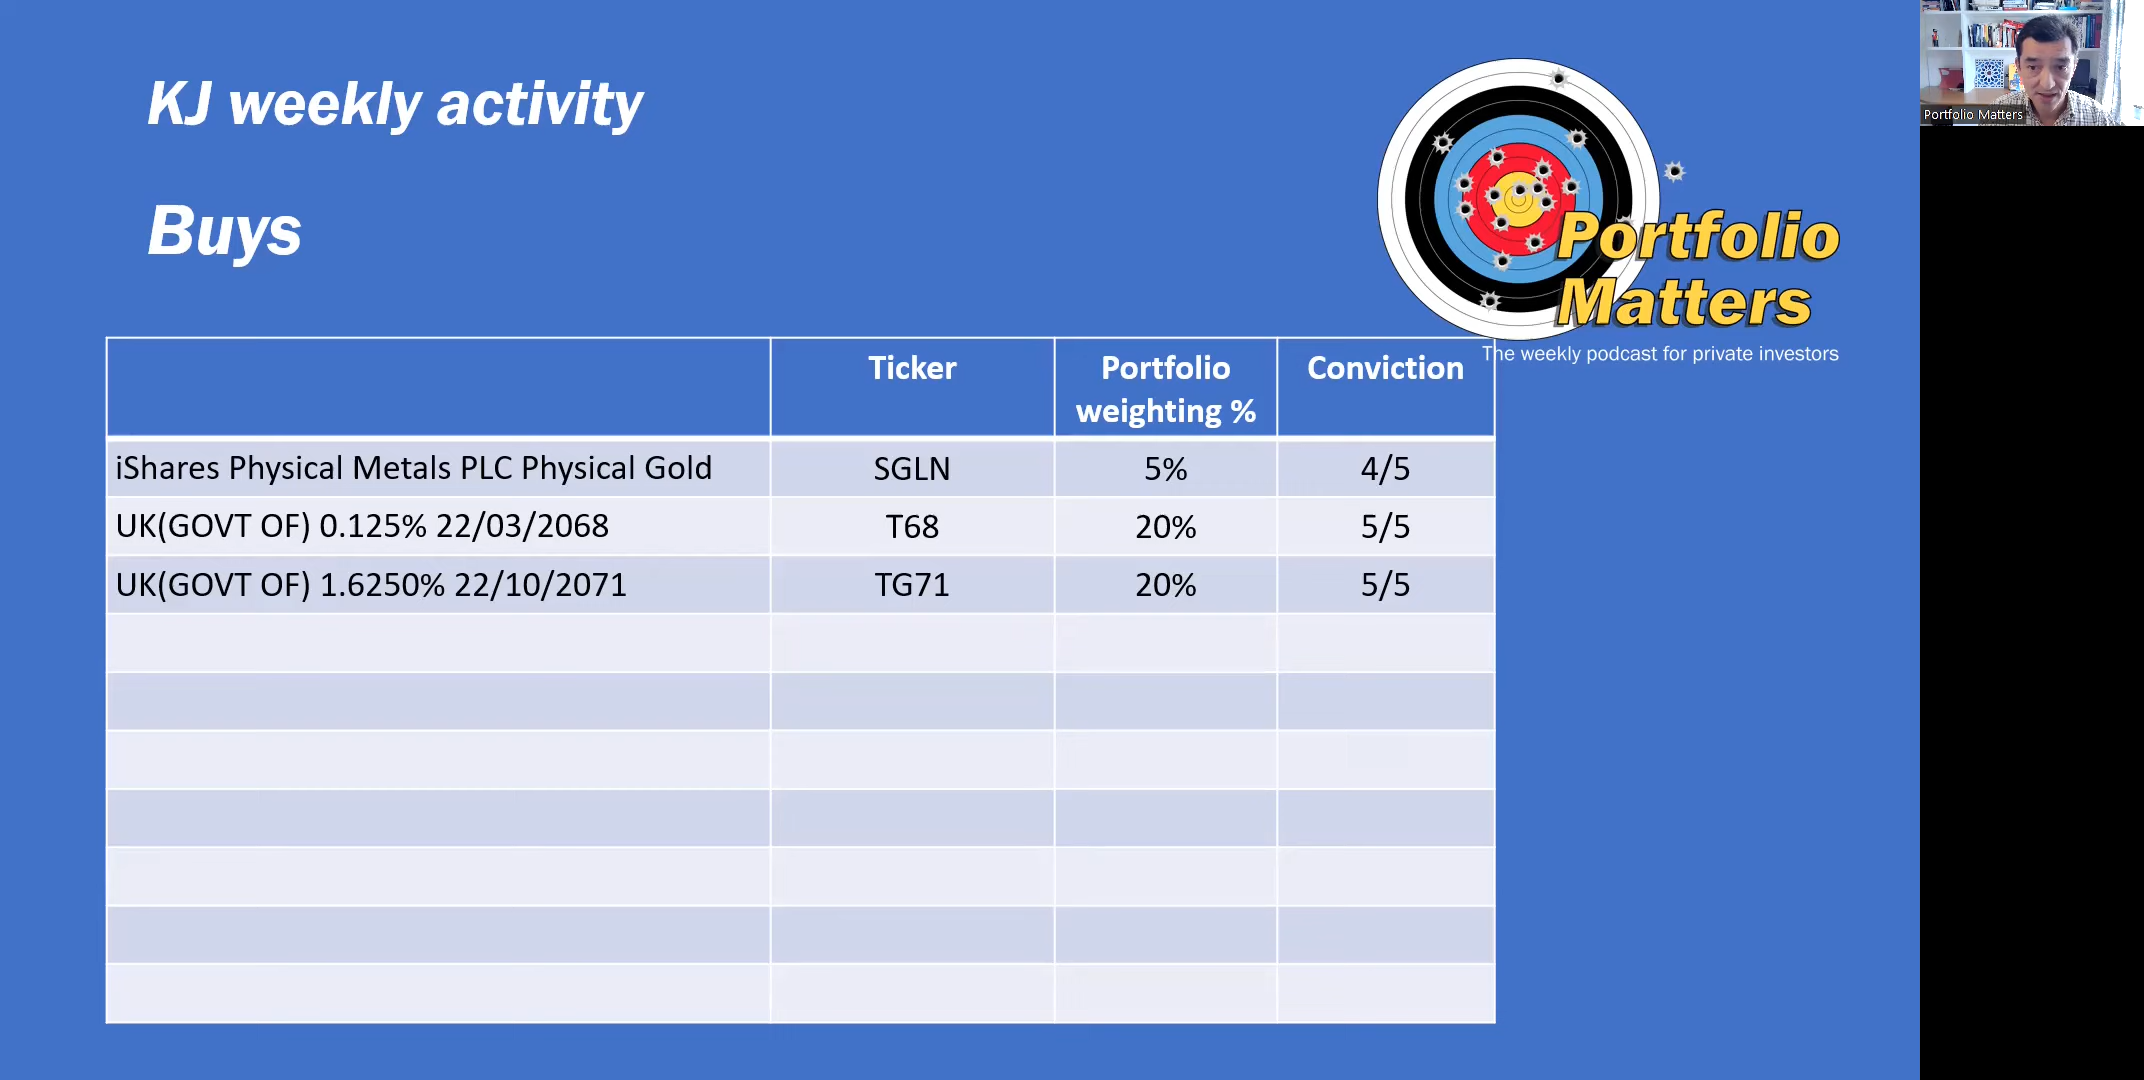 KJ weekly activity
Buys
Portfolio
Matters
The weekly podcast for private investors
Ticker
Portfolio
weighting %
Conviction
iShares Physical Metals PLC Physical Gold SGLN 5% 4/5
UK(GOVT OF) 0.125% 22/03/2068 T68 20% 5/5
UK(GOVT OF) 1.6250% 22/10/2071 TG71 20% 5/5
Portfolio Matters